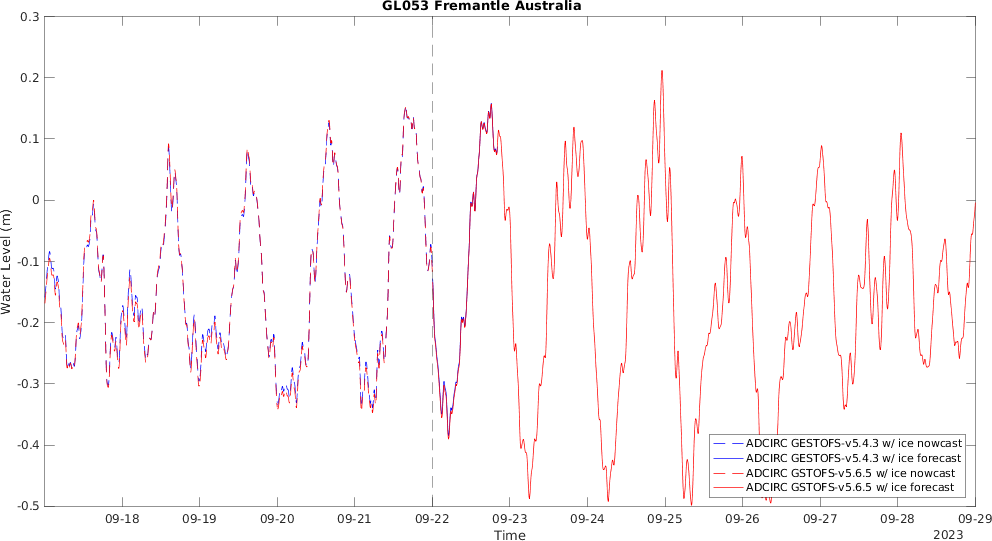 GL053 Fremantle Australia
0.3
0.2
0.1
0
-0.1
-0.2
-0.3
-0.4
-0.5
Water Level (m)
ADCIRC GESTOFS-v5.4.3 w/ ice nowcast
ADCIRC GESTOFS-v5.4.3 w/ ice forecast
ADCIRC GSTOFS-v5.6.5 w/ ice nowcast
ADCIRC GSTOFS-v5.6.5 w/ ice forecast
09-18 09-19 09-20 09-21 09-22 09-23 09-24 09-25 09-26 09-27 09-28 09-29
Time
2023